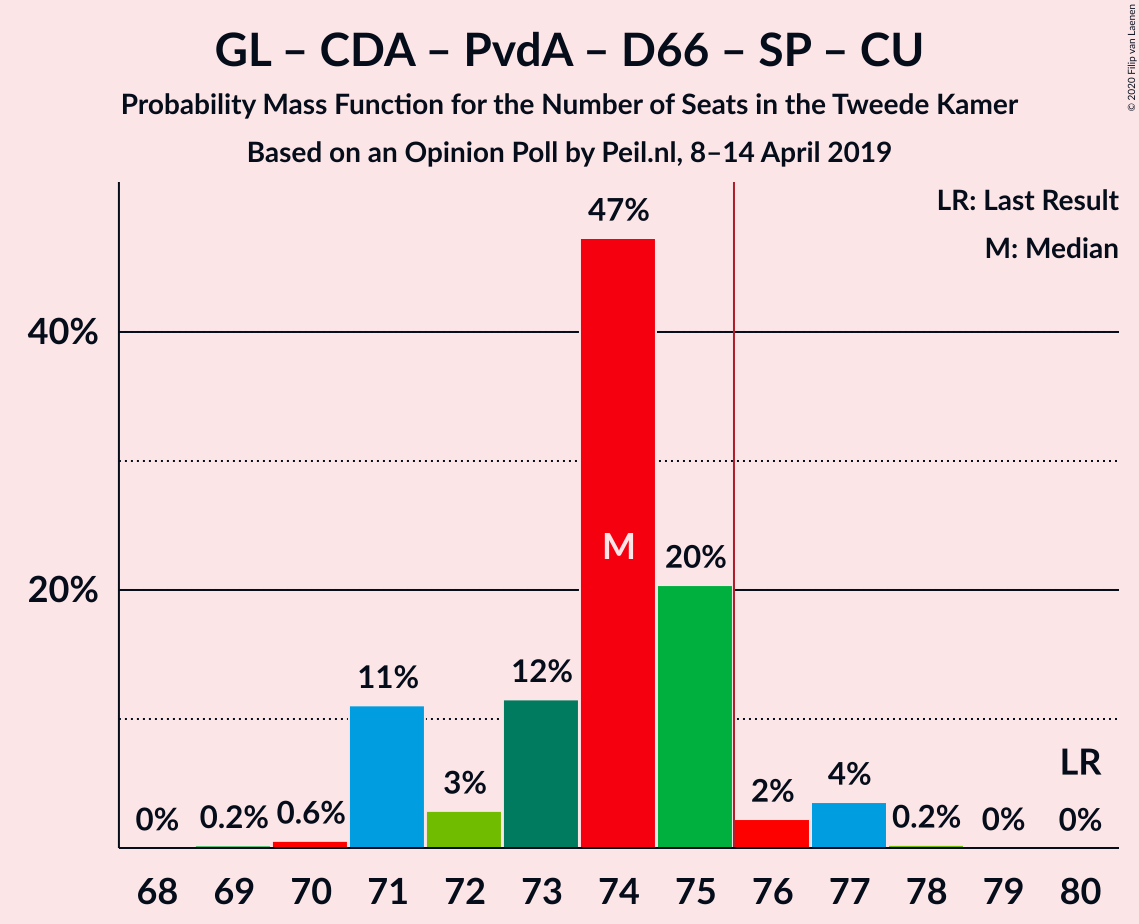 GL – CDA – PvdA – D66 – SP – CU
Probability Mass Function for the Number of Seats in the Tweede Kamer
Based on an Opinion Poll by Peil.nl, 8–14 April 2019
© 2020 Filip van Laenen
LR: Last Result
M: Median
40%
20%
0%
0.2%
0.6%
11%
3%
12%
47%
M
20%
2%
4%
0.2%
0%
LR
0%
68 69 70 71 72 73 74 75 76 77 78 79 80